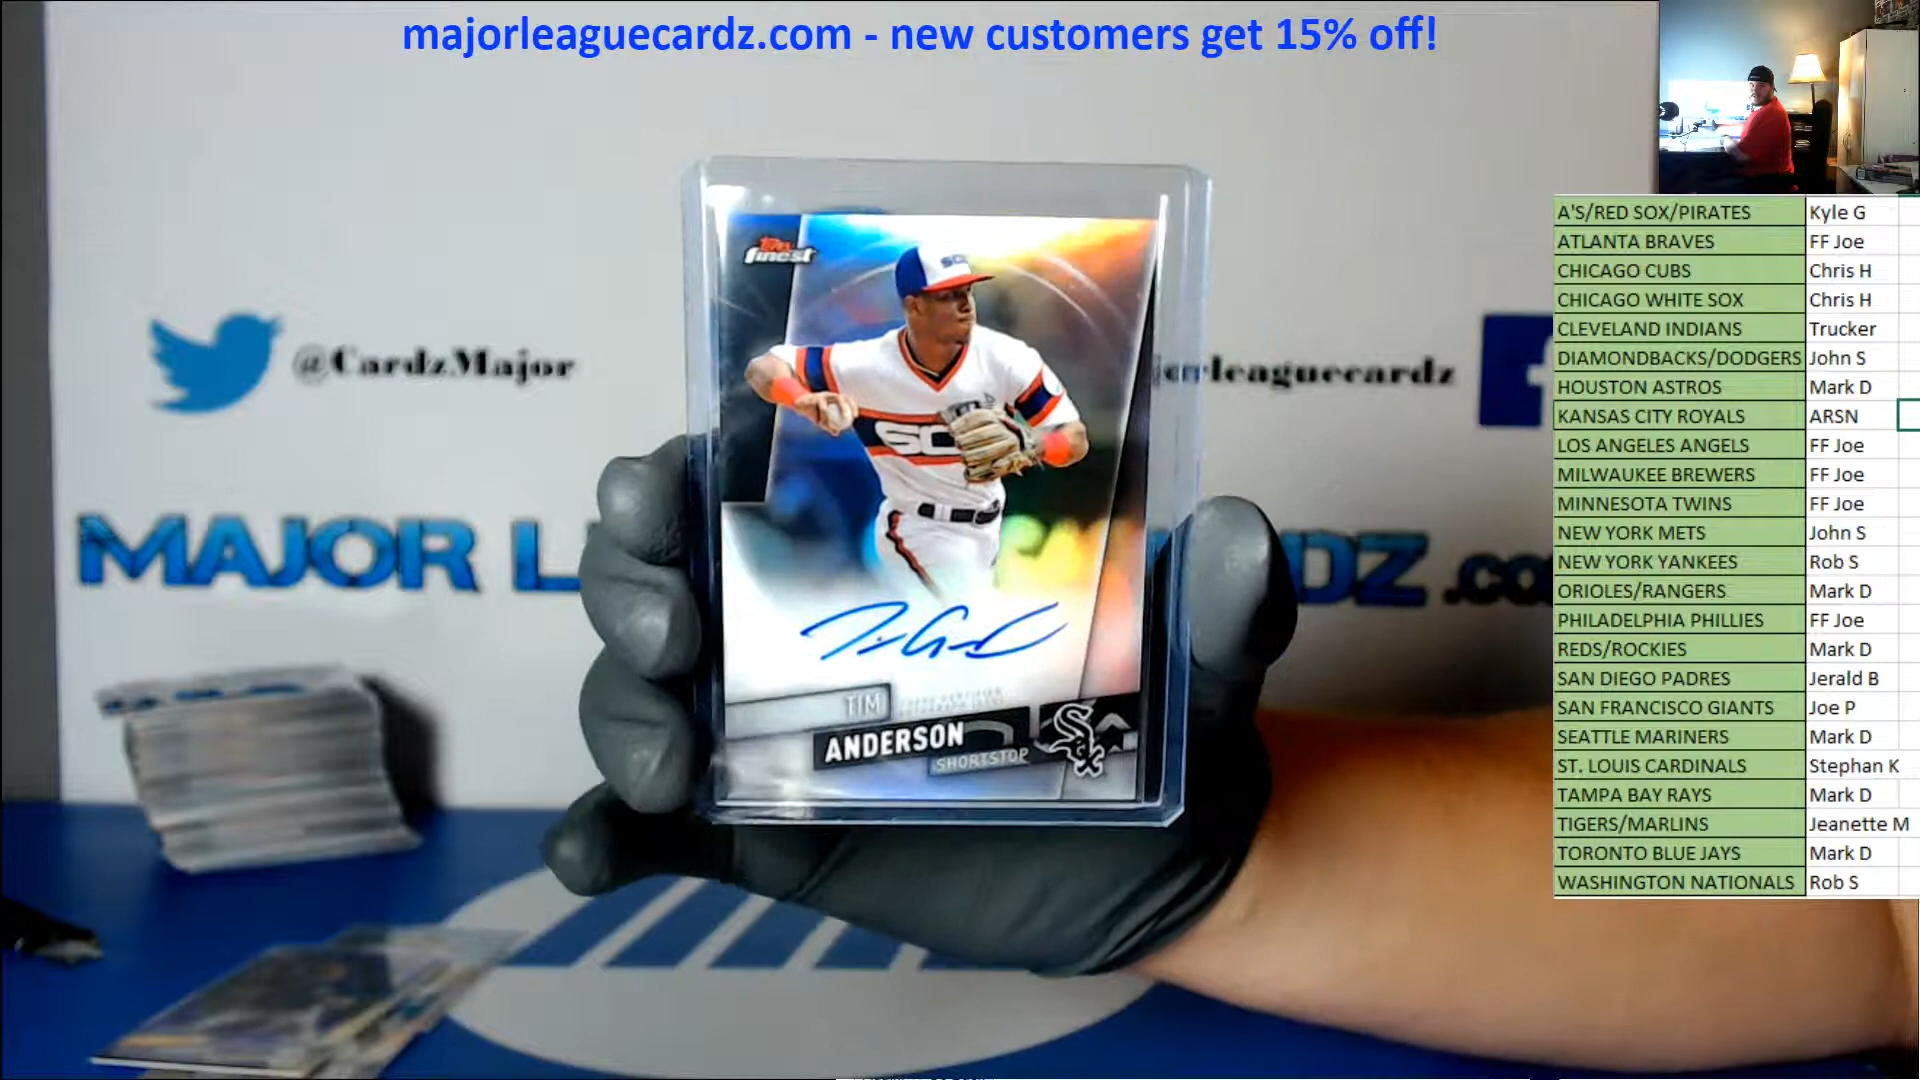 majorleaguecardz.com - new customers get 15% off!
@CardzMajor
MAJOR L
DZ.co
Topps
finest
SOX
SO
TIM
ANDERSON
SHORTSTOP
Sox
A'S/RED SOX/PIRATES Kyle G
ATLANTA BRAVES FF Joe
CHICAGO CUBS Chris H
CHICAGO WHITE SOX Chris H
CLEVELAND INDIANS Trucker
DIAMONDBACKS/DODGERS John S
HOUSTON ASTROS Mark D
KANSAS CITY ROYALS ARSN
LOS ANGELES ANGELS FF Joe
MILWAUKEE BREWERS FF Joe
MINNESOTA TWINS FF Joe
NEW YORK METS John S
NEW YORK YANKEES Rob S
ORIOLES/RANGERS Mark D
PHILADELPHIA PHILLIES FF Joe
REDS/ROCKIES Mark D
SAN DIEGO PADRES Jerald B
SAN FRANCISCO GIANTS Joe P
SEATTLE MARINERS Mark D
ST. LOUIS CARDINALS Stephan K
TAMPA BAY RAYS Mark D
TIGERS/MARLINS Jeanette M
TORONTO BLUE JAYS Mark D
WASHINGTON NATIONALS Rob S